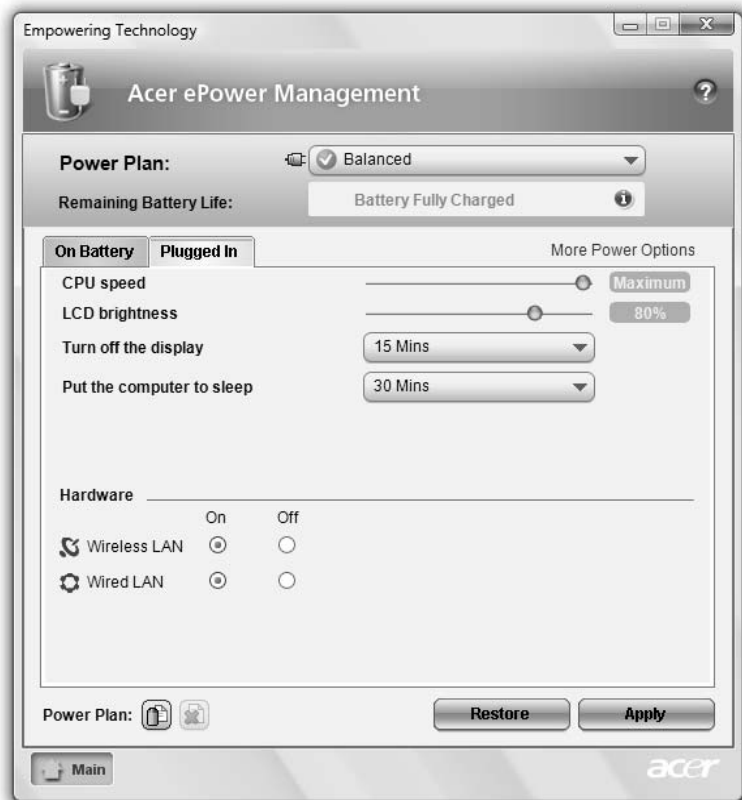 Empowering Technology
Acer ePower Management
?
Power Plan: Balanced
Remaining Battery Life: Battery Fully Charged
On Battery Plugged In More Power Options
CPU speed Maximum
LCD brightness 80%
Turn off the display 15 Mins
Put the computer to sleep 30 Mins
Hardware
On Off
Wireless LAN
Wired LAN
Power Plan: Restore Apply
Main acer